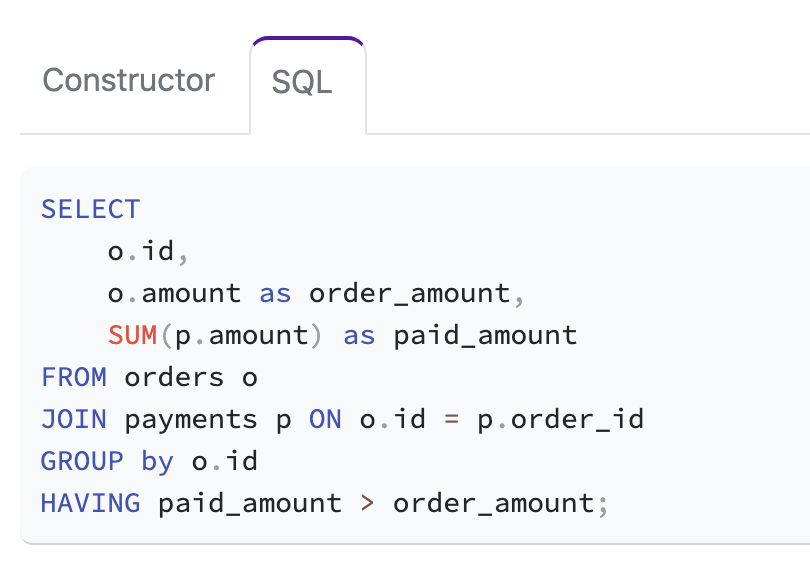 Constructor
SQL
SELECT
    o.id,
    o.amount as order_amount,
    SUM(p.amount) as paid_amount
FROM orders o
JOIN payments p ON o.id = p.order_id
GROUP by o.id
HAVING paid_amount > order_amount;